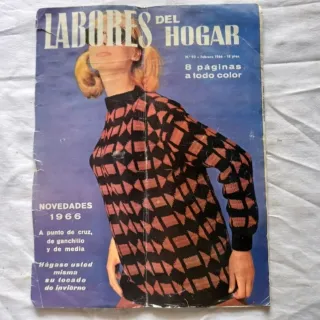 LABORES DEL HOGAR
8 páginas
a todo color
NOVEDADES
1966
A punto de cruz,
de ganchillo
y de media
Hágase usted
misma
su tocado
de invierno